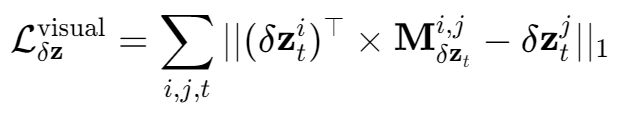 $\mathcal{L}_{\delta \mathbf{z}}^{\text{visual}} = \sum_{i,j,t} ||(\delta \mathbf{z}_t^i)^\top \times \mathbf{M}_{\delta \mathbf{z}_t}^{i,j} - \delta \mathbf{z}_t^j||_1$